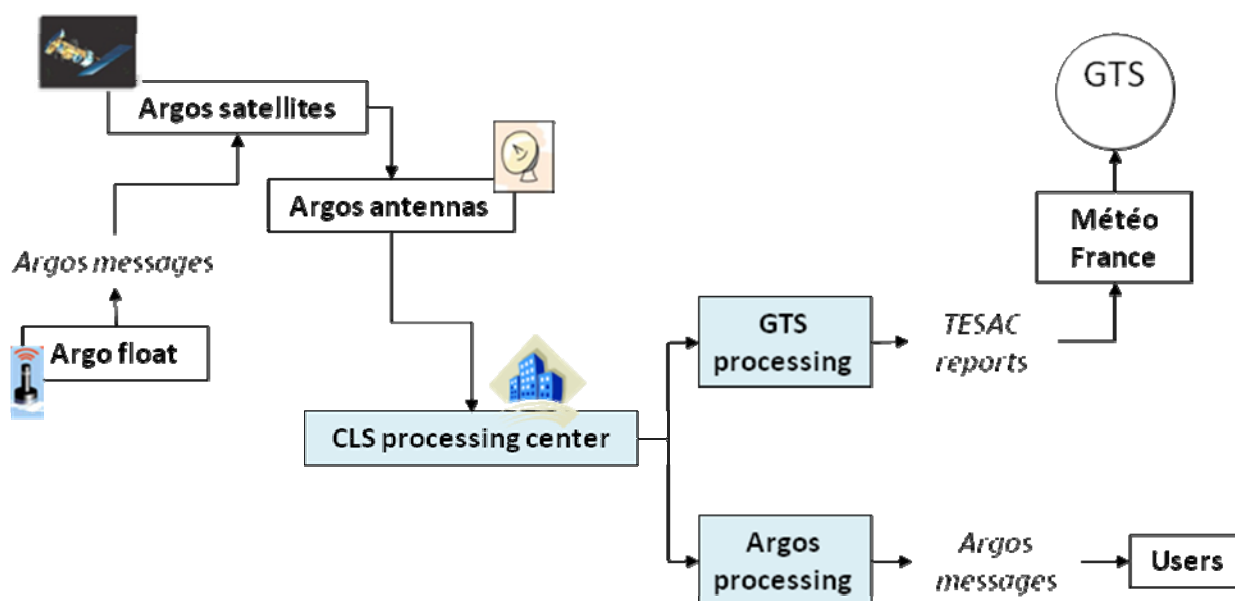 Argos satellites
GTS
Argos antennas
Météo
France
Argos messages
Argo float
GTS
processing
TESAC
reports
CLS processing center
Argos
processing
Argos
messages
Users